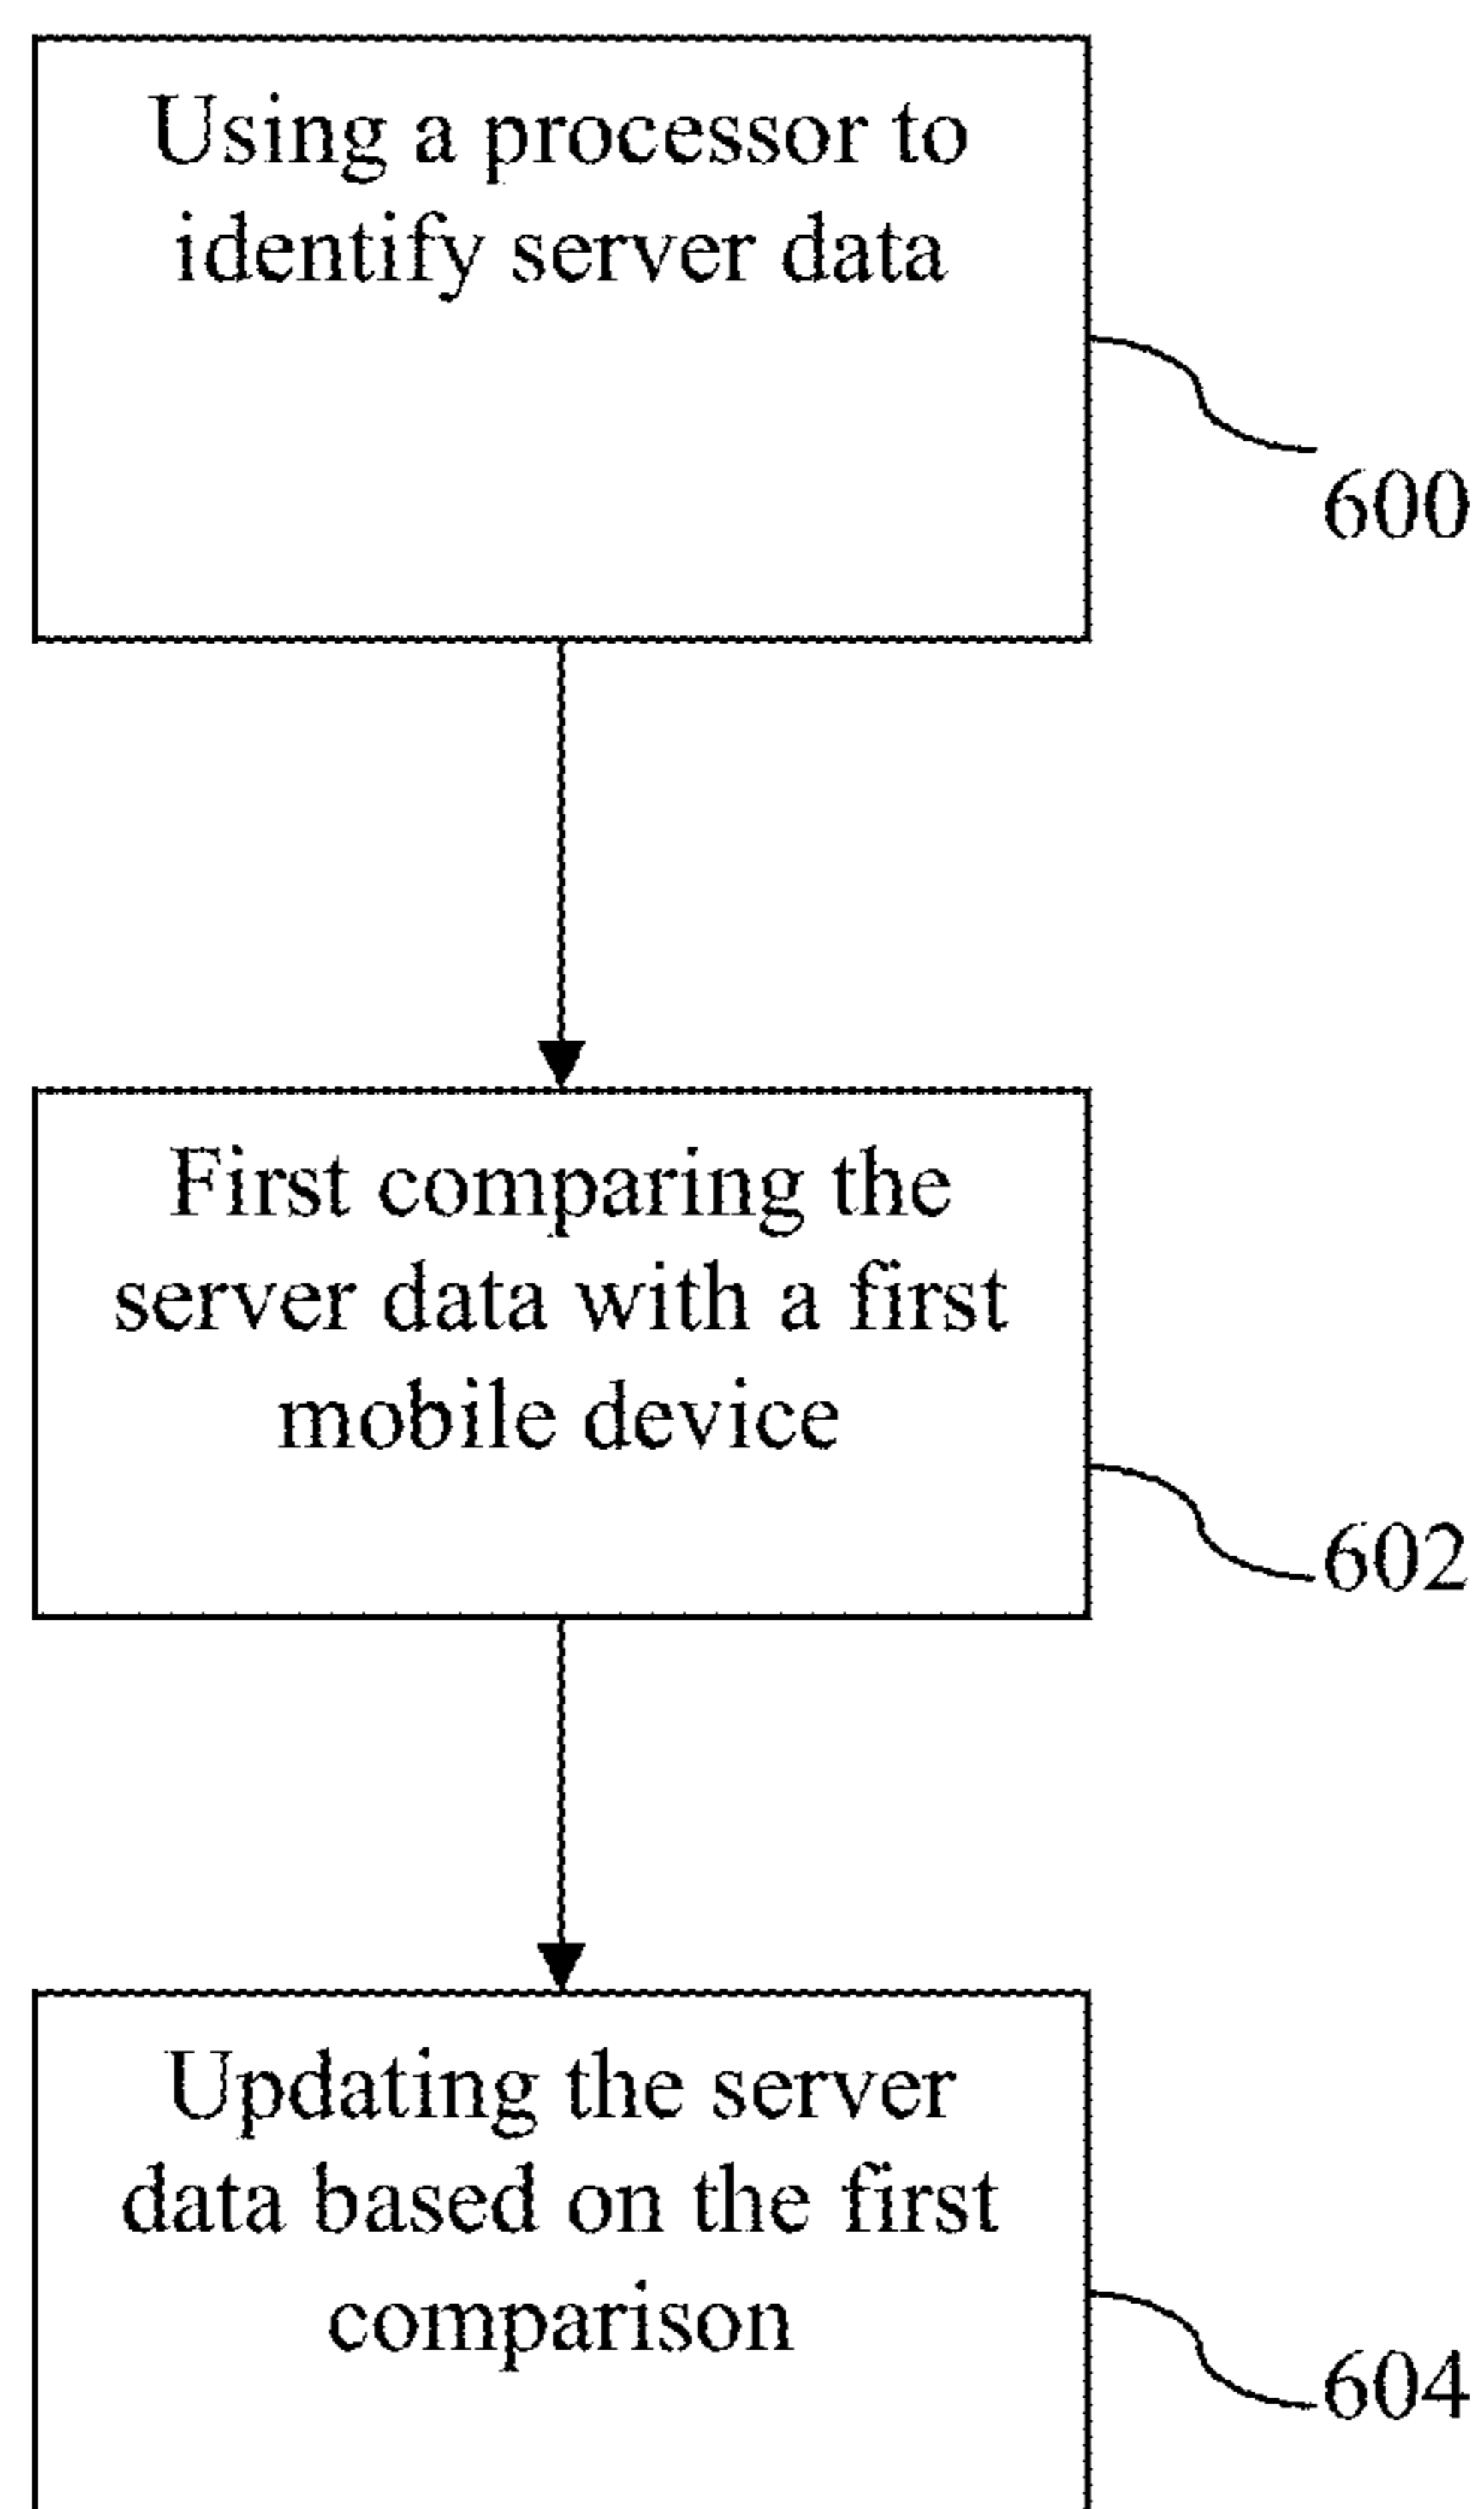 Using a processor to
identify server data
600
First comparing the
server data with a first
mobile device
602
Updating the server
data based on the first
comparison
604